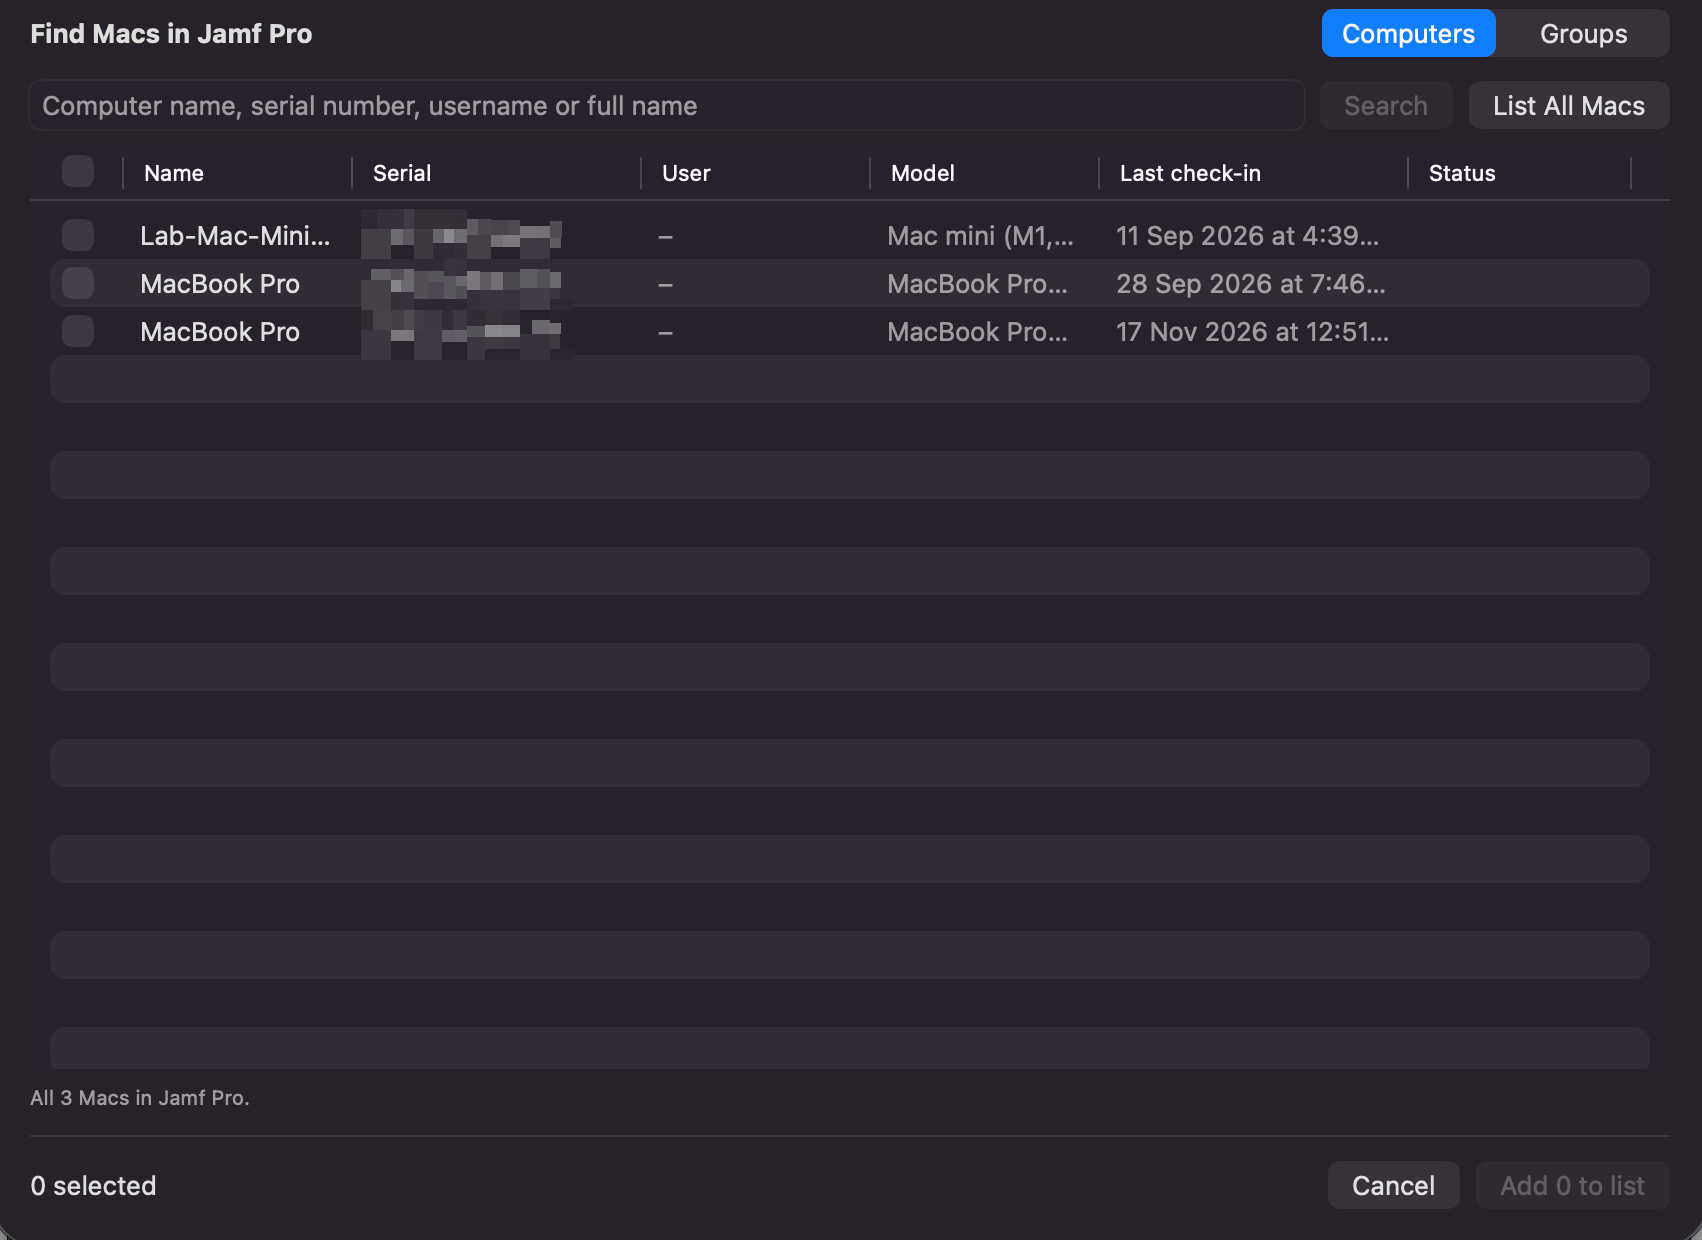 Find Macs in Jamf Pro
Computers Groups
Computer name, serial number, username or full name Search List All Macs
Name Serial User Model Last check-in Status
Lab-Mac-Mini... – Mac mini (M1,... 11 Sep 2026 at 4:39...
MacBook Pro – MacBook Pro... 28 Sep 2026 at 7:46...
MacBook Pro – MacBook Pro... 17 Nov 2026 at 12:51...
All 3 Macs in Jamf Pro.
0 selected Cancel Add 0 to list